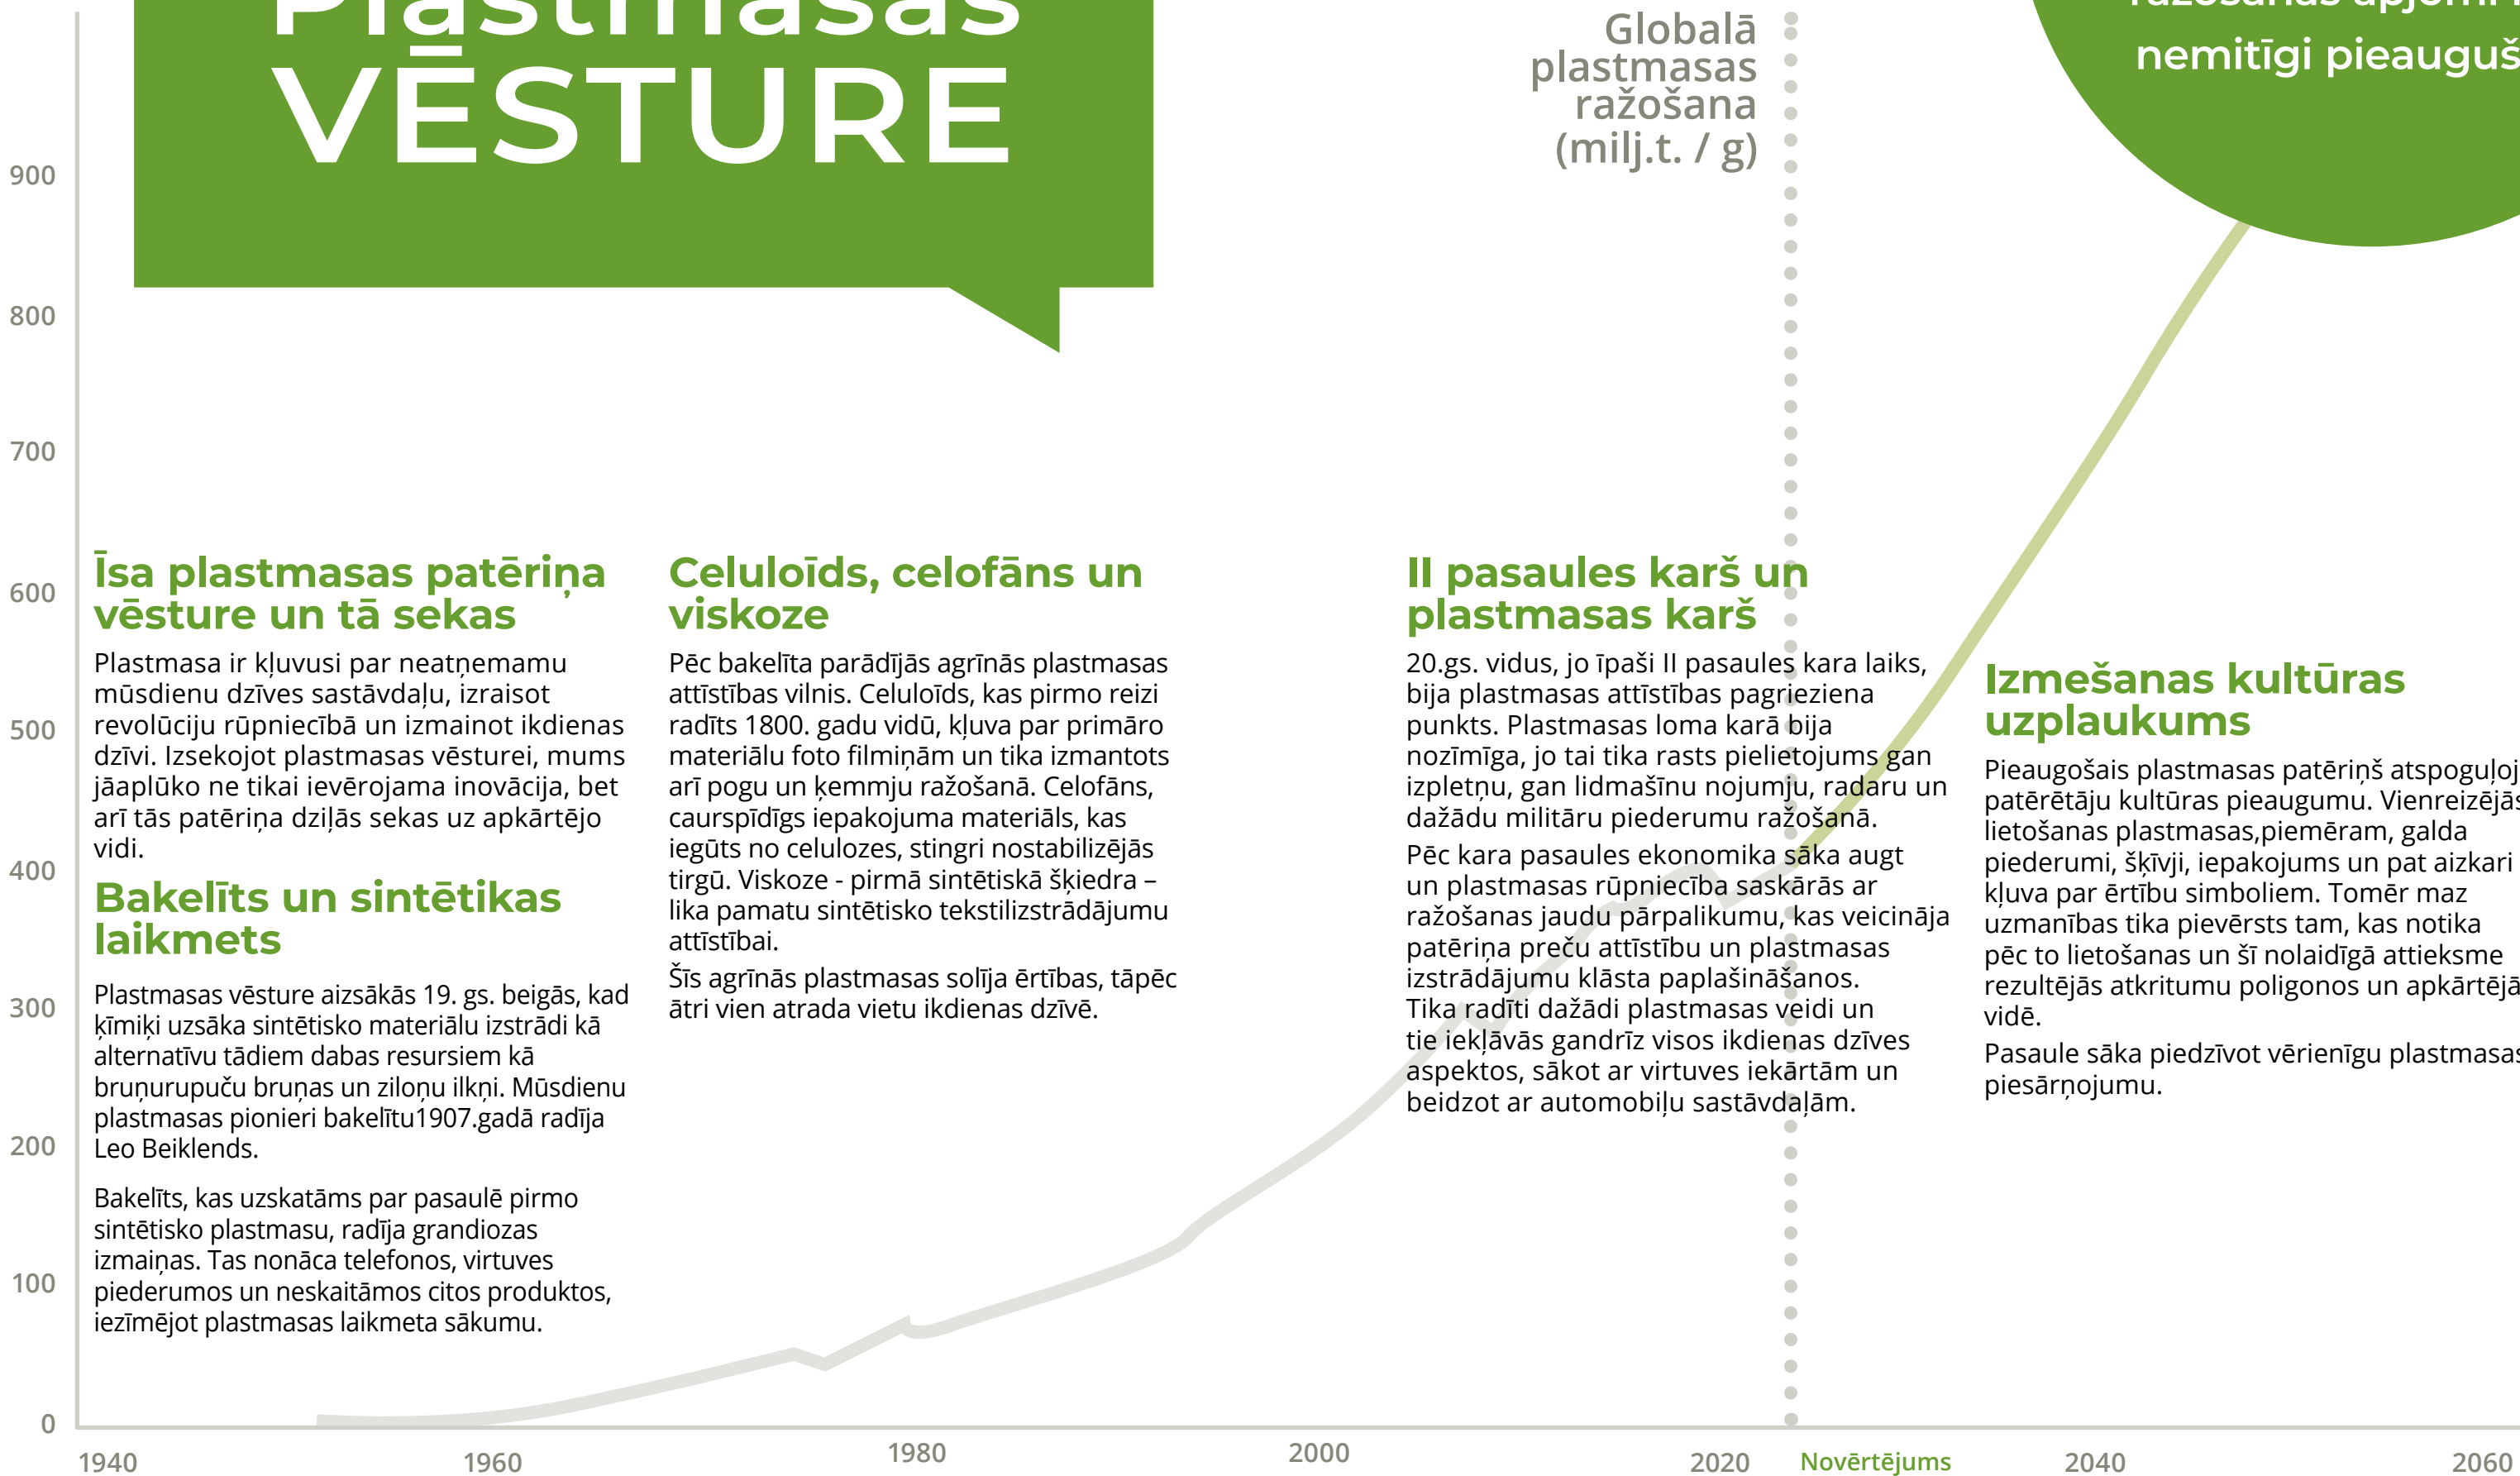 Plastmasas
VĒSTURE
Globalā
plastmasas
ražošana
(milj.t. / g)
ražošanas apjomi
nemitīgi pieauguš
900
800
700
600
500
400
300
200
100
0
Īsa plastmasas patēriņa
vēsture un tā sekas
Plastmasa ir kļuvusi par neatņemamu
mūsdienu dzīves sastāvdaļu, izraisot
revolūciju rūpniecībā un izmainot ikdienas
dzīvi. Izsekojot plastmasas vēsturei, mums
jāaplūko ne tikai ievērojama inovācija, bet
arī tās patēriņa dziļās sekas uz apkārtējo
vidi.
Bakelīts un sintētikas
laikmets
Plastmasas vēsture aizsākās 19. gs. beigās, kad
ķīmiķi uzsāka sintētisko materiālu izstrādi kā
alternatīvu tādiem dabas resursiem kā
bruņurupuču bruņas un ziloņu ilkņi. Mūsdienu
plastmasas pionieri bakelītu1907.gadā radīja
Leo Beiklends.
Bakelīts, kas uzskatāms par pasaulē pirmo
sintētisko plastmasu, radīja grandiozas
izmaiņas. Tas nonāca telefonos, virtuves
piederumos un neskaitāmos citos produktos,
iezīmējot plastmasas laikmeta sākumu.
Celuloīds, celofāns un
viskoze
Pēc bakelīta parādījās agrīnās plastmasas
attīstības vilnis. Celuloīds, kas pirmo reizi
radīts 1800. gadu vidū, kļuva par primāro
materiālu foto filmiņām un tika izmantots
arī pogu un ķemmju ražošanā. Celofāns,
caurspīdīgs iepakojuma materiāls, kas
iegūts no celulozes, stingri nostabilizējās
tirgū. Viskoze - pirmā sintētiskā šķiedra –
lika pamatu sintētisko tekstilizstrādājumu
attīstībai.
Šīs agrīnās plastmasas solīja ērtības, tāpēc
ātri vien atrada vietu ikdienas dzīvē.
II pasaules karš un
plastmasas karš
20.gs. vidus, jo īpaši II pasaules kara laiks,
bija plastmasas attīstības pagrieziena
punkts. Plastmasas loma karā bija
nozīmīga, jo tai tika rasts pielietojums gan
izpletņu, gan lidmašīnu nojumju, radaru un
dažādu militāru piederumu ražošanā.
Pēc kara pasaules ekonomika sāka augt
un plastmasas rūpniecība saskārās ar
ražošanas jaudu pārpalikumu, kas veicināja
patēriņa preču attīstību un plastmasas
izstrādājumu klāsta paplašināšanos.
Tika radīti dažādi plastmasas veidi un
tie iekļāvās gandrīz visos ikdienas dzīves
aspektos, sākot ar virtuves iekārtām un
beidzot ar automobiļu sastāvdaļām.
Izmešanas kultūras
uzplaukums
Pieaugošais plastmasas patēriņš atspoguļoj
patērētāju kultūras pieaugumu. Vienreizējās
lietošanas plastmasas,piemēram, galda
piederumi, šķīvji, iepakojums un pat aizkari
kļuva par ērtību simboliem. Tomēr maz
uzmanības tika pievērsts tam, kas notika
pēc to lietošanas un šī nolaidīgā attieksme
rezultējās atkritumu poligonos un apkārtējā
vidē.
Pasaule sāka piedzīvot vērienīgu plastmasas
piesārņojumu.
1940
1960
1980
2000
2020
Novērtējums
2040
2060